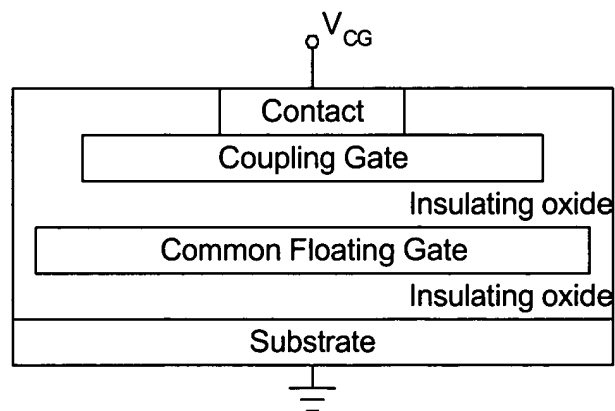 V_CG
Contact
Coupling Gate
Insulating oxide
Common Floating Gate
Insulating oxide
Substrate